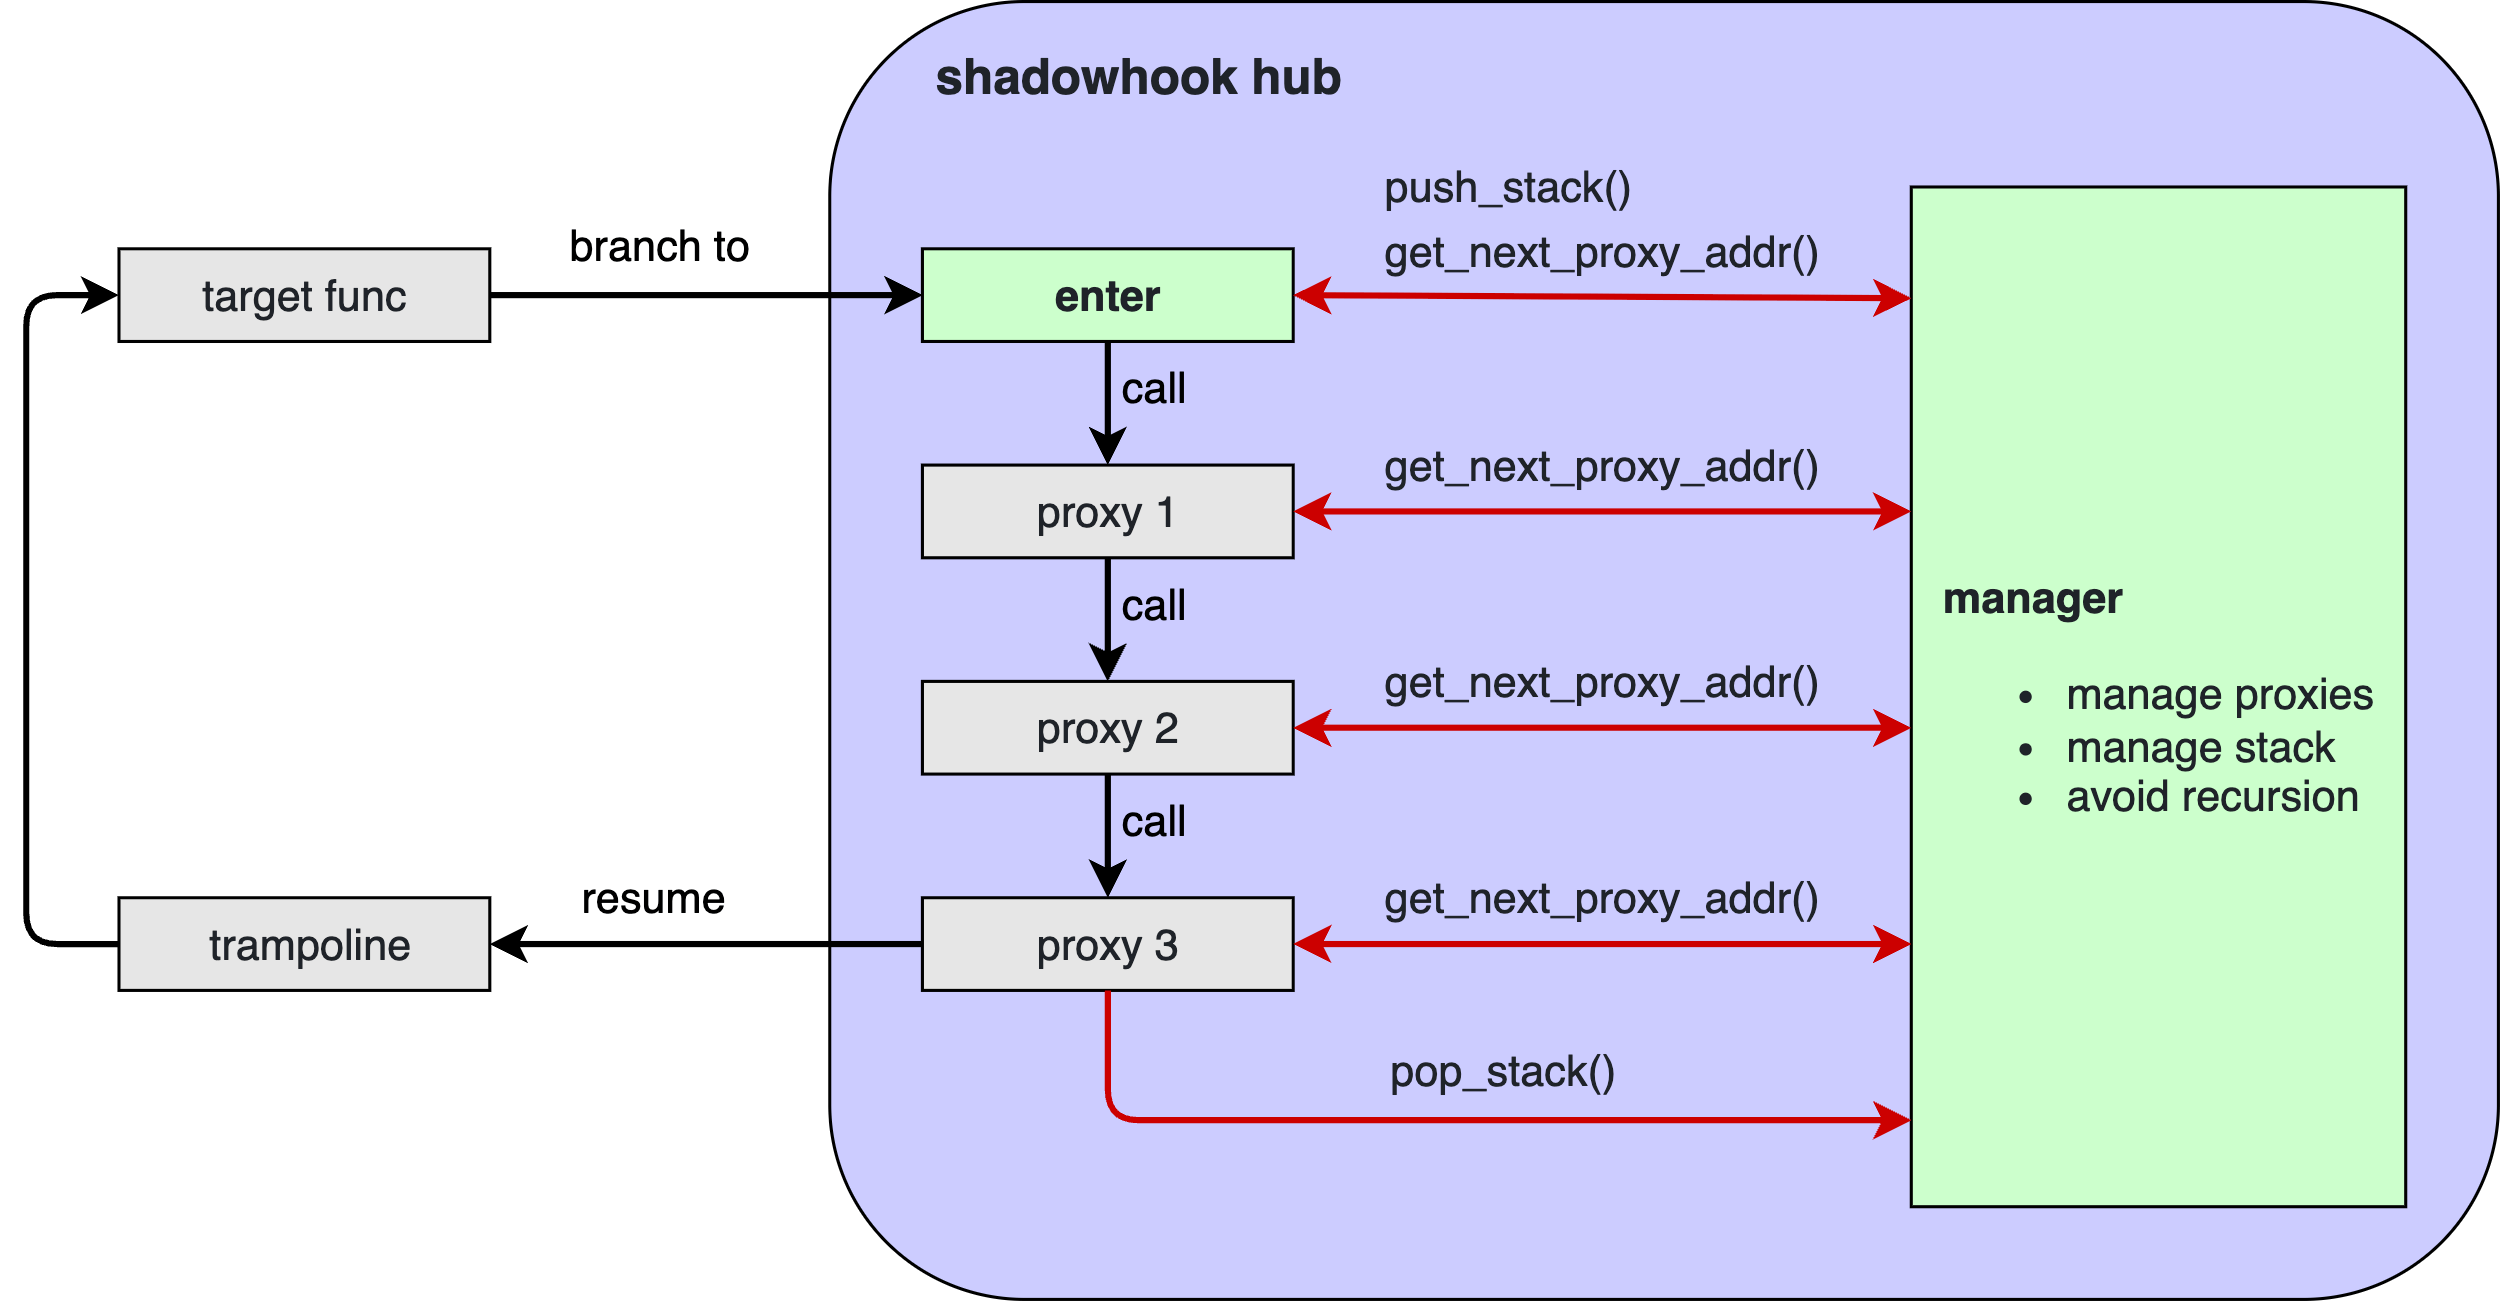 shadowhook hub
push_stack()
get_next_proxy_addr()
branch to
target func
enter
call
get_next_proxy_addr()
proxy 1
call
manager
get_next_proxy_addr()
• manage proxies
proxy 2
• manage stack
• avoid recursion
call
resume
get_next_proxy_addr()
trampoline
proxy 3
pop_stack()